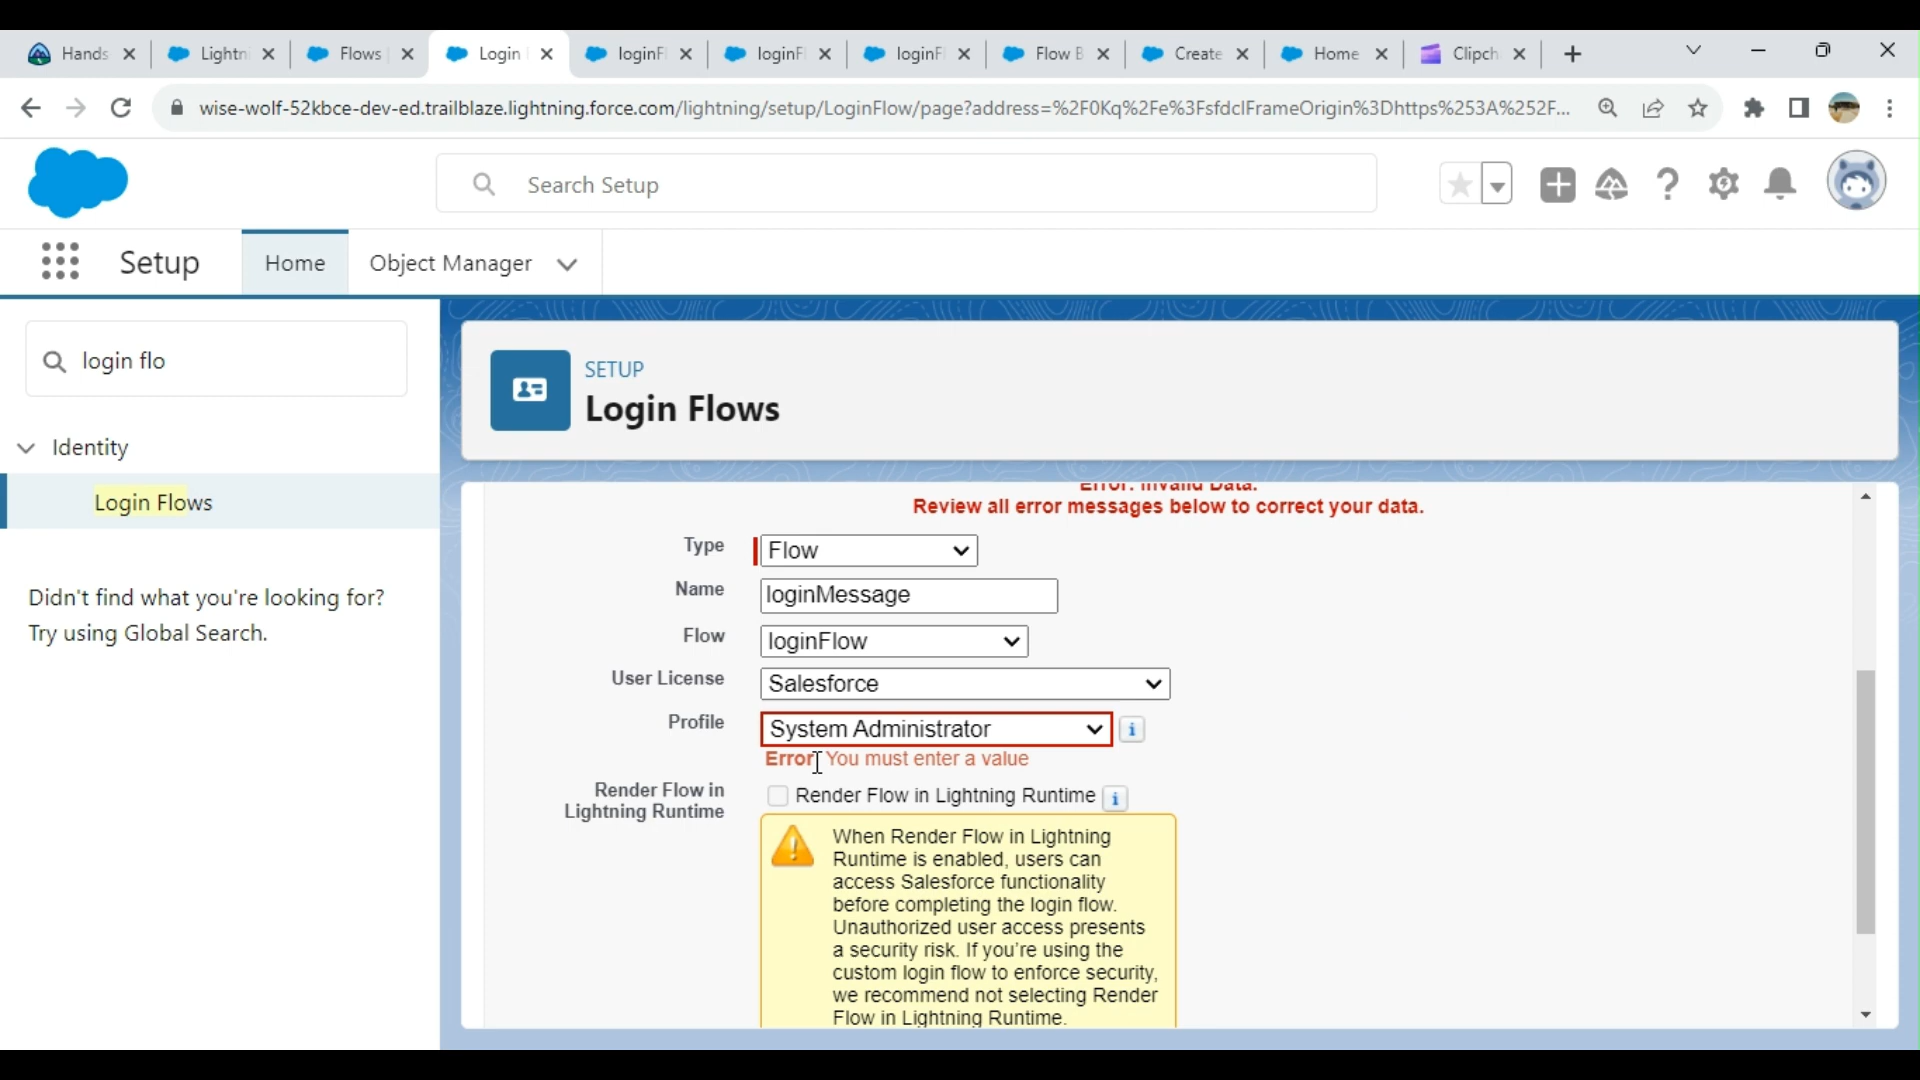 Hands
Lightni
Flows
Login
loginF
loginF
loginF
Flow B
Create
Home
Clipch
wise-wolf-52kbce-dev-ed.trailblaze.lightning.force.com/lightning/setup/LoginFlow/page?address=%2F0Kq%2Fe%3FsfdcIFrameOrigin%3Dhttps%253A%252F...
Search Setup
Setup
Home
Object Manager
login flo
Identity
Login Flows
Didn't find what you're looking for?
Try using Global Search.
SETUP
Login Flows
Error: Invalid Data.
Review all error messages below to correct your data.
Type
Flow
Name
loginMessage
Flow
loginFlow
User License
Salesforce
Profile
System Administrator
Error: You must enter a value
Render Flow in
Lightning Runtime
Render Flow in Lightning Runtime
When Render Flow in Lightning
Runtime is enabled, users can
access Salesforce functionality
before completing the login flow.
Unauthorized user access presents
a security risk. If you're using the
custom login flow to enforce security,
we recommend not selecting Render
Flow in Lightning Runtime.